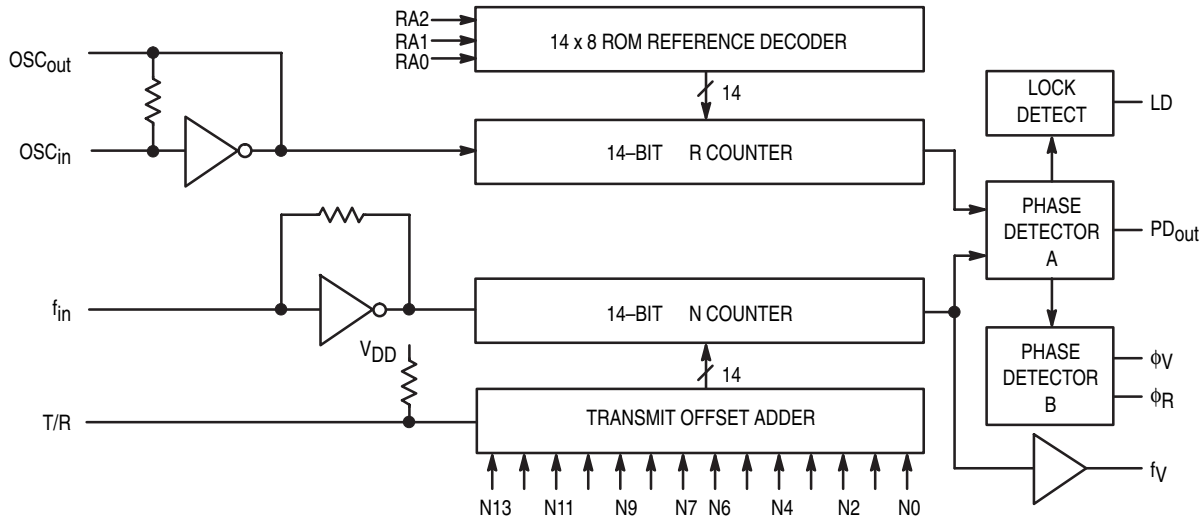 RA2
RA1
RA0
14 x 8 ROM REFERENCE DECODER
OSCout
14
LOCK
DETECT
LD
OSCin
14–BIT R COUNTER
PHASE
DETECTOR
A
PDout
fin
14–BIT N COUNTER
VDD
14
PHASE
DETECTOR
B
ϕV
ϕR
T/R
TRANSMIT OFFSET ADDER
fV
N13
N11
N9
N7
N6
N4
N2
N0